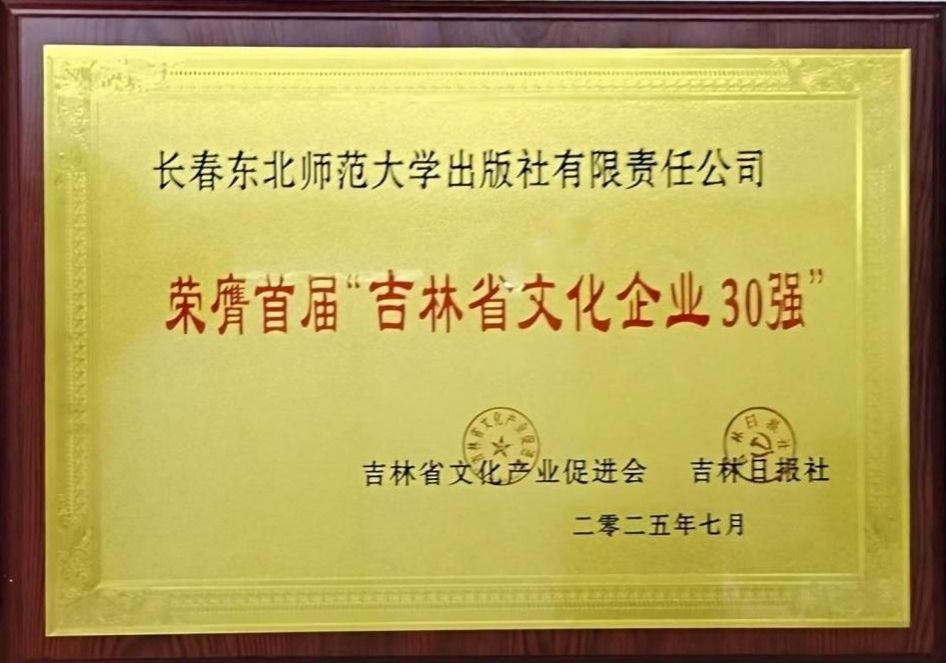 长春东北师范大学出版社有限责任公司
荣膺首届“吉林省文化企业30强”
吉林省文化产业促进会 吉林日报社
二零二五年七月